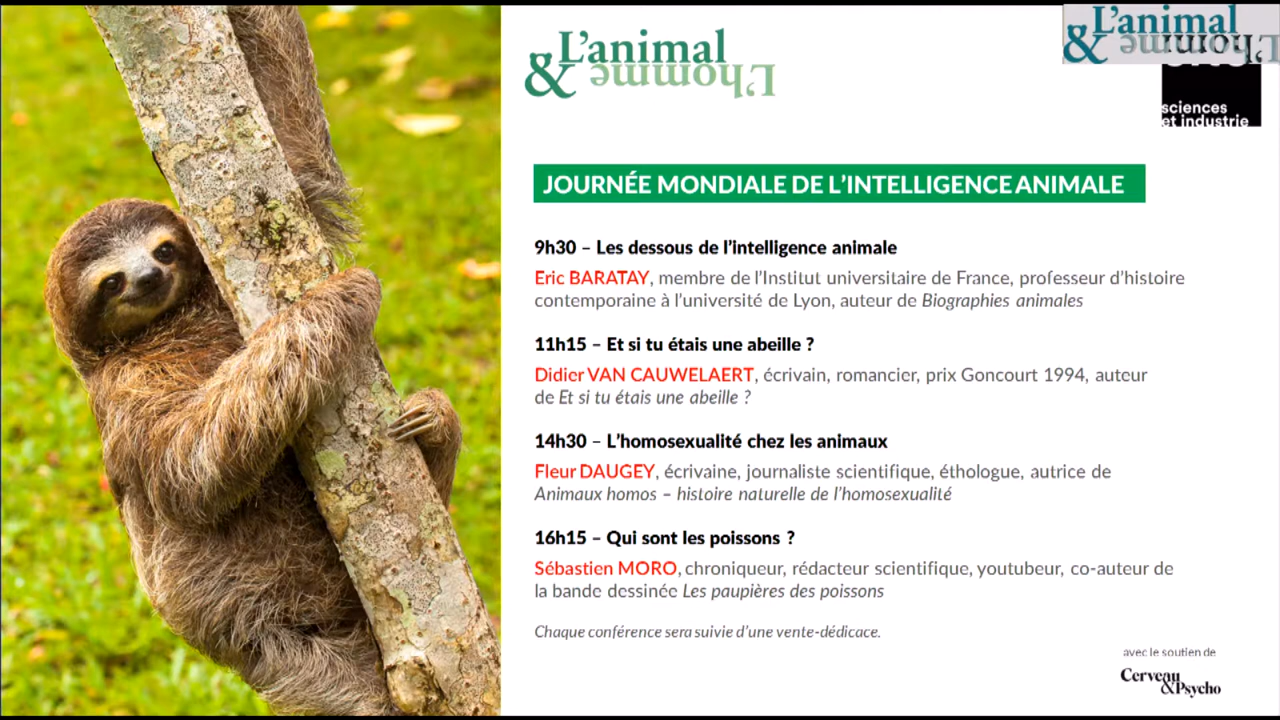 L'animal
& L'homme
L'animal
& L'homme
sciences
et industrie
JOURNÉE MONDIALE DE L'INTELLIGENCE ANIMALE
9h30 – Les dessous de l'intelligence animale
Eric BARATAY, membre de l'Institut universitaire de France, professeur d'histoire
contemporaine à l'université de Lyon, auteur de Biographies animales
11h15 – Et si tu étais une abeille ?
Didier VAN CAUWELAERT, écrivain, romancier, prix Goncourt 1994, auteur
de Et si tu étais une abeille ?
14h30 – L'homosexualité chez les animaux
Fleur DAUGEY, écrivaine, journaliste scientifique, éthologue, autrice de
Animaux homos – histoire naturelle de l'homosexualité
16h15 – Qui sont les poissons ?
Sébastien MORO, chroniqueur, rédacteur scientifique, youtubeur, co-auteur de
la bande dessinée Les paupières des poissons
Chaque conférence sera suivie d'une vente-dédicace.
avec le soutien de
Cerveau
&Psycho